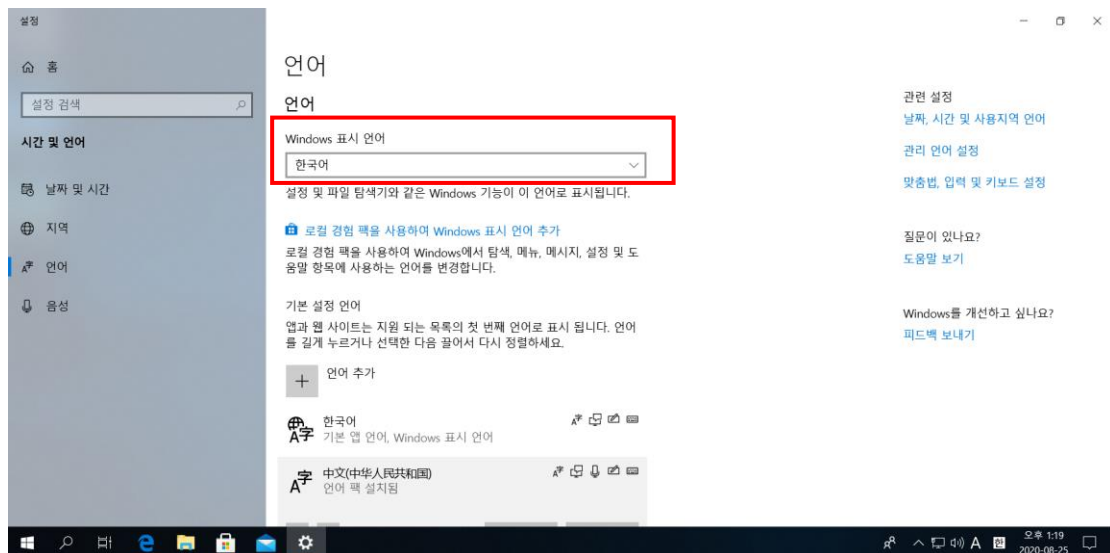 설정
홈
설정 검색
시간 및 언어
날짜 및 시간
지역
언어
음성
언어
언어
Windows 표시 언어
한국어
설정 및 파일 탐색기와 같은 Windows 기능이 이 언어로 표시됩니다.
로컬 경험 팩을 사용하여 Windows 표시 언어 추가
로컬 경험 팩을 사용하여 Windows에서 탐색, 메뉴, 메시지, 설정 및 도
움말 항목에 사용하는 언어를 변경합니다.
기본 설정 언어
앱과 웹 사이트는 지원 되는 목록의 첫 번째 언어로 표시 됩니다. 언어
를 길게 누르거나 선택한 다음 끌어서 다시 정렬하세요.
언어 추가
한국어
기본 앱 언어, Windows 표시 언어
中文(中华人民共和国)
언어 팩 설치됨
관련 설정
날짜, 시간 및 사용지역 언어
관리 언어 설정
맞춤법, 입력 및 키보드 설정
질문이 있나요?
도움말 보기
Windows를 개선하고 싶나요?
피드백 보내기
A 한 오후 1:19
2020-08-25